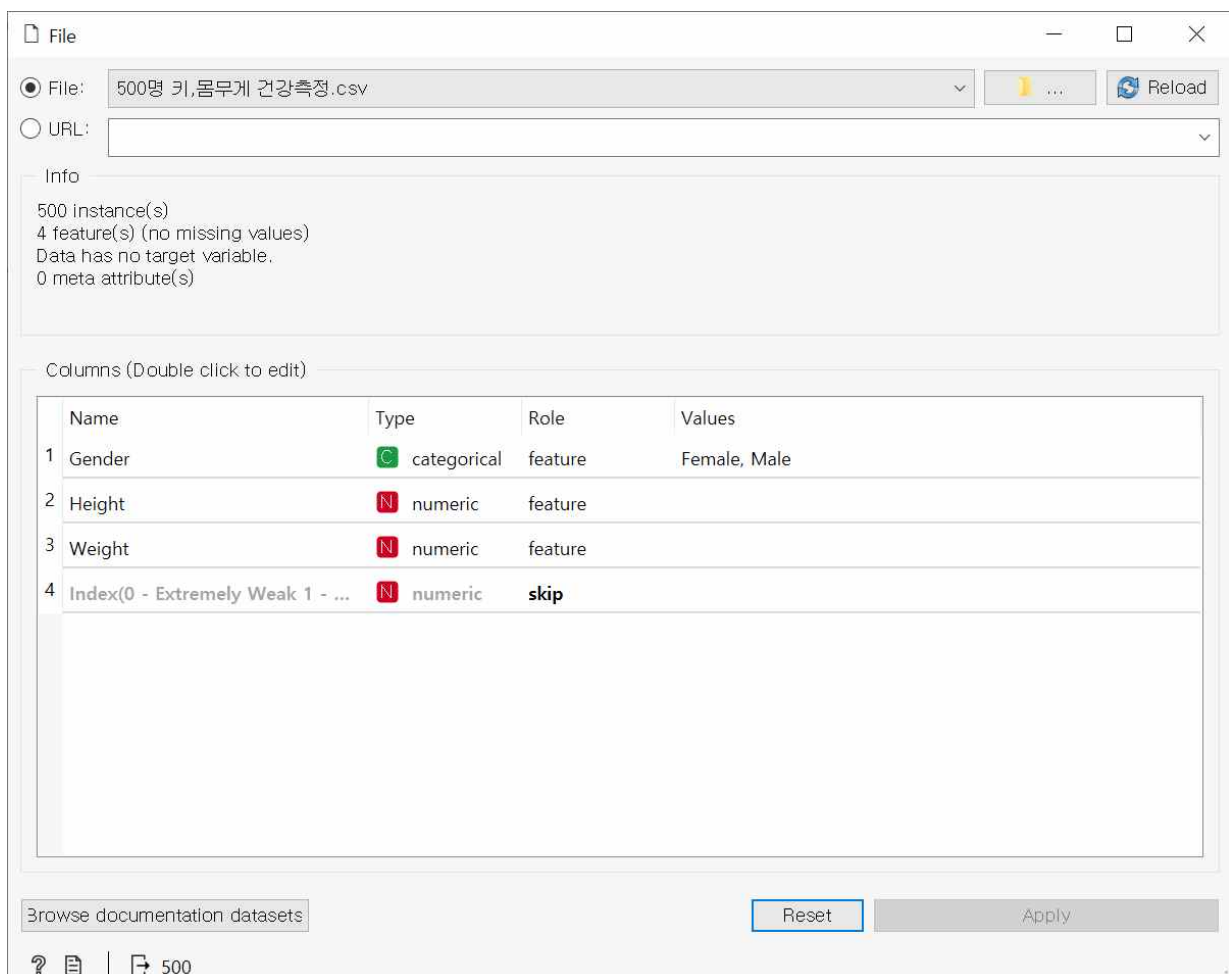 File
File: 500명 키,몸무게 건강측정.csv ... Reload
URL:
Info
500 instance(s)
4 feature(s) (no missing values)
Data has no target variable.
0 meta attribute(s)
Columns (Double click to edit)
Name Type Role Values
1 Gender C categorical feature Female, Male
2 Height N numeric feature
3 Weight N numeric feature
4 Index(0 - Extremely Weak 1 - ... N numeric skip
Browse documentation datasets Reset Apply
? 500